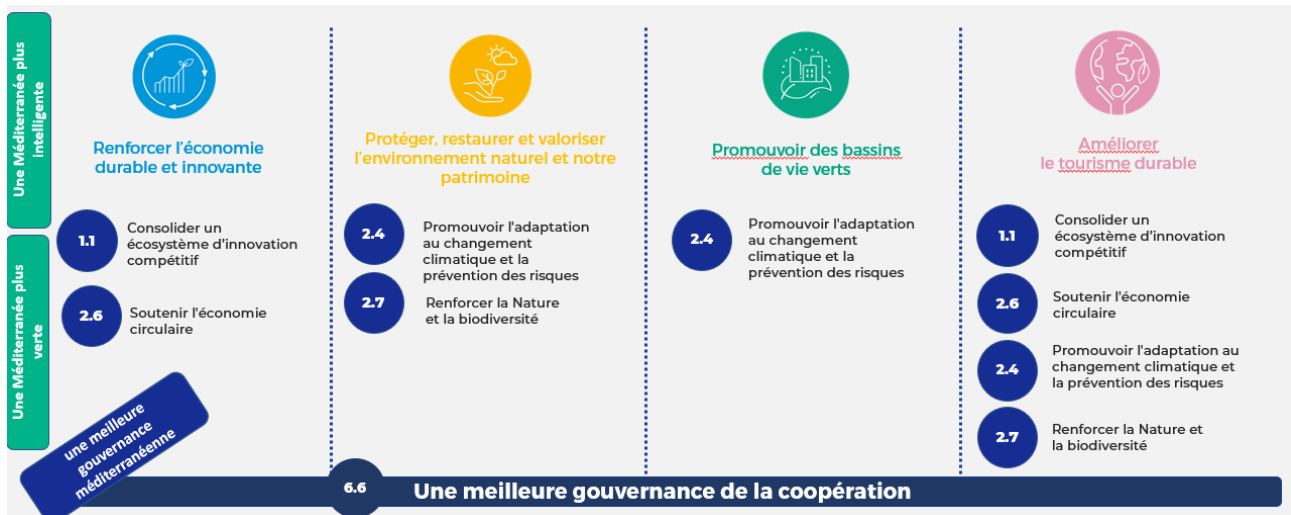 Une Méditerranée plus
intelligente
Une Méditerranée plus
verte
une meilleure
gouvernance
méditerranéenne
Renforcer l'économie
durable et innovante
1.1
Consolider un
écosystème d'innovation
compétitif
2.6
Soutenir l'économie
circulaire
Protéger, restaurer et valoriser
l'environnement naturel et notre
patrimoine
2.4
Promouvoir l'adaptation
au changement
climatique et la
prévention des risques
2.7
Renforcer la Nature
et la biodiversité
Promouvoir des bassins
de vie verts
2.4
Promouvoir l'adaptation
au changement
climatique et la
prévention des risques
Améliorer
le tourisme durable
1.1
Consolider un
écosystème d'innovation
compétitif
2.6
Soutenir l'économie
circulaire
2.4
Promouvoir l'adaptation au
changement climatique et
la prévention des risques
2.7
Renforcer la Nature et
la biodiversité
6.6
Une meilleure gouvernance de la coopération